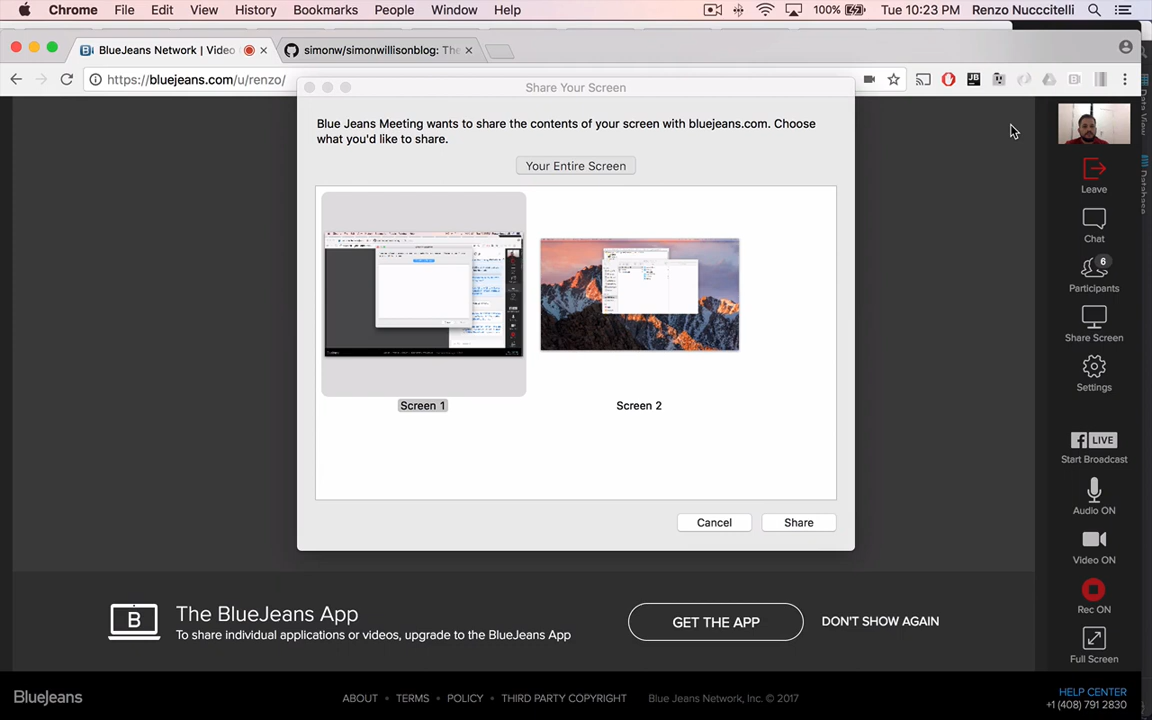 Chrome File Edit View History Bookmarks People Window Help 100% Tue 10:23 PM Renzo Nucccitelli
BlueJeans Network | Video
simonw/simonwillisonblog: The
https://bluejeans.com/u/renzo/
Share Your Screen
Blue Jeans Meeting wants to share the contents of your screen with bluejeans.com. Choose
what you'd like to share.
Your Entire Screen
Screen 1
Screen 2
Cancel
Share
Leave
Chat
6
Participants
Share Screen
Settings
LIVE
Start Broadcast
Audio ON
Video ON
Rec ON
Full Screen
Data View
Database
B
The BlueJeans App
To share individual applications or videos, upgrade to the BlueJeans App
GET THE APP
DON'T SHOW AGAIN
BlueJeans
ABOUT • TERMS • POLICY • THIRD PARTY COPYRIGHT Blue Jeans Network, Inc. © 2017
HELP CENTER
+1 (408) 791 2830